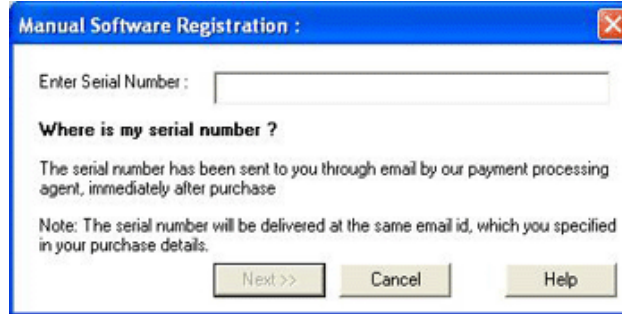 Manual Software Registration :
Enter Serial Number :
Where is my serial number ?
The serial number has been sent to you through email by our payment processing
agent, immediately after purchase
Note: The serial number will be delivered at the same email id, which you specified
in your purchase details.
Next >> Cancel Help